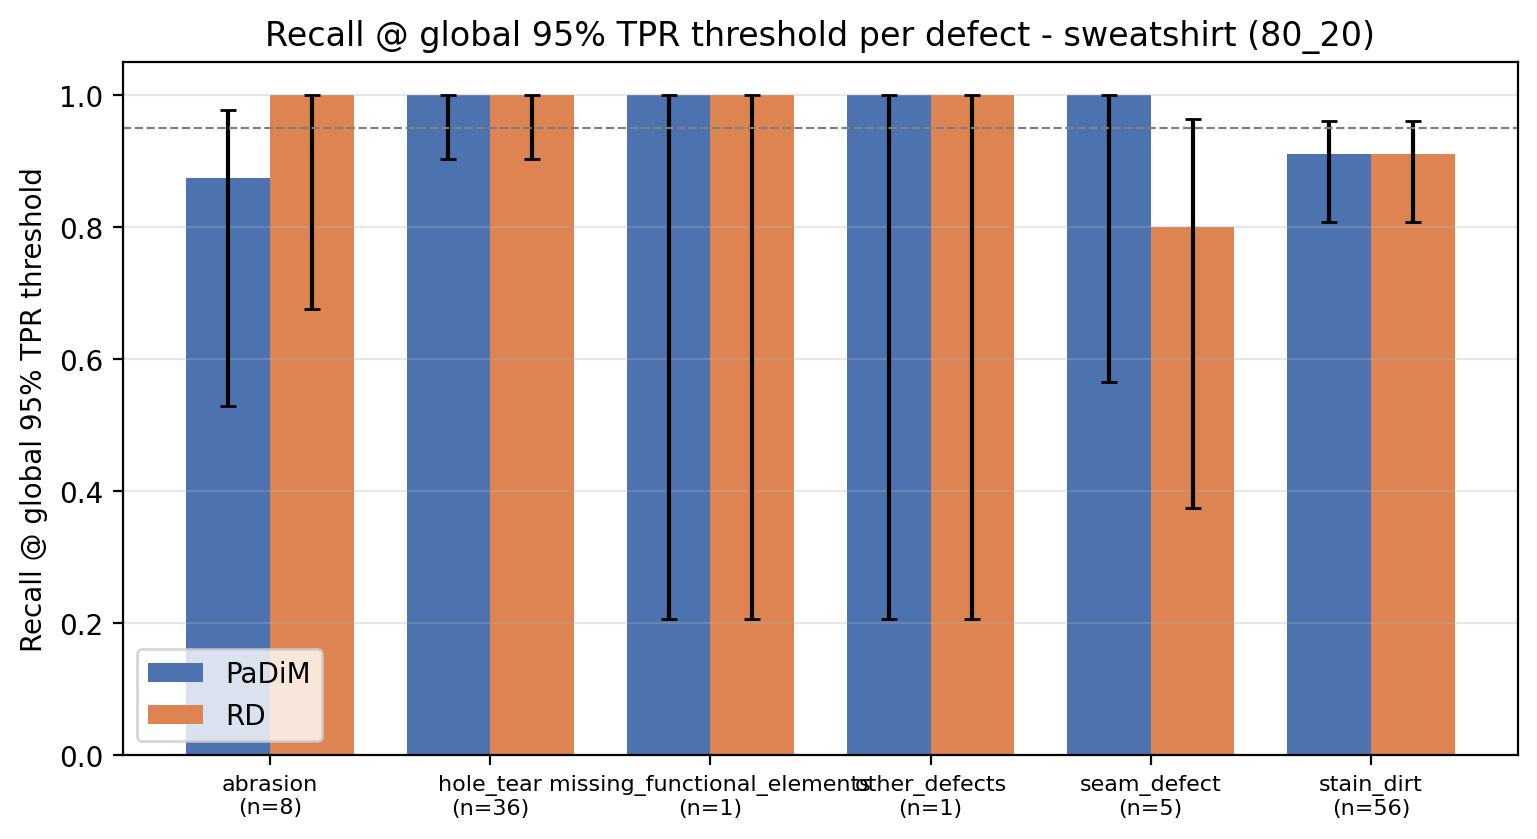 Recall @ global 95% TPR threshold per defect - sweatshirt (80_20)
Recall @ global 95% TPR threshold
1.0
0.8
0.6
0.4
0.2
0.0
PaDiM
RD
abrasion
(n=8)
hole_tear
(n=36)
missing_functional_elements
(n=1)
other_defects
(n=1)
seam_defect
(n=5)
stain_dirt
(n=56)